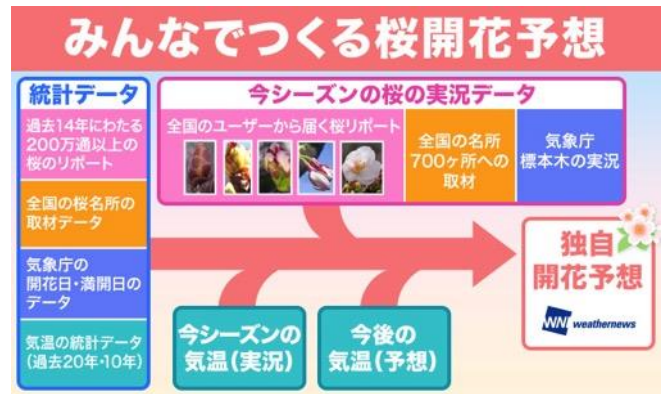 みんなでつくる桜開花予想
統計データ
過去14年にわたる
200万通以上の
桜のリポート
全国の桜名所の
取材データ
気象庁の
開花日・満開日の
データ
気温の統計データ
(過去20年・10年)
今シーズンの桜の実況データ
全国のユーザーから届く桜リポート
全国の名所
700ヶ所への
取材
気象庁
標本木の実況
今シーズンの
気温(実況)
今後の
気温(予想)
独自
開花予想
WNI weathernews